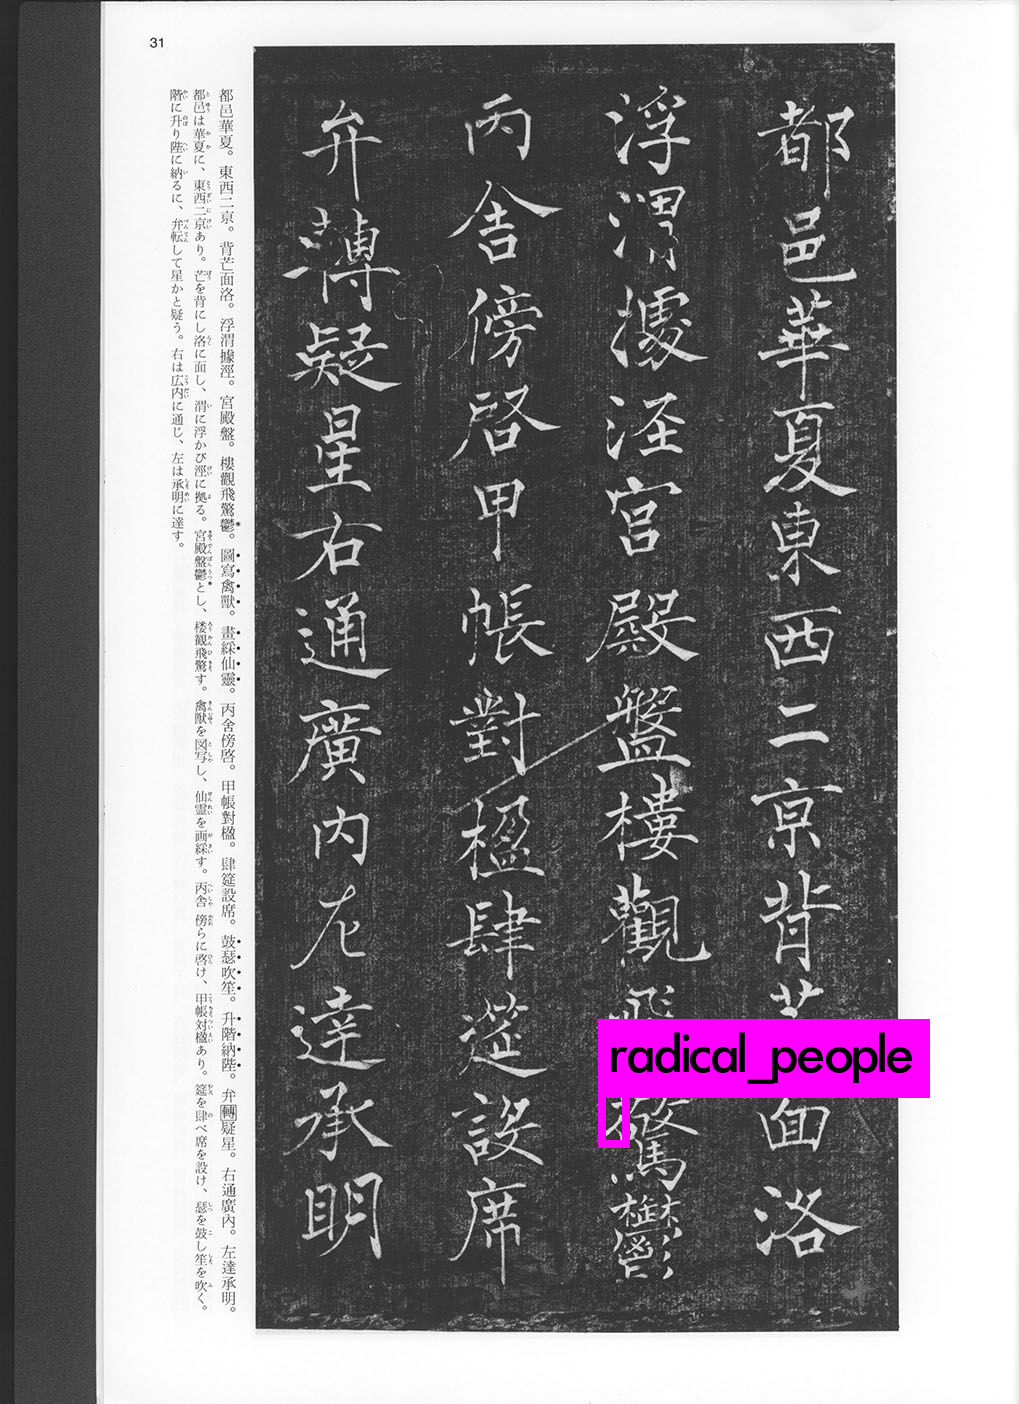 31
都邑華夏東西二京背面洛
浮渭據涇宮殿盤樓觀飛驚鬱
丙舍傍啓甲帳對楹肆筵設席
弁轉疑星右通廣内左達承明
radical_people
都邑華夏。東西二京。背芒面洛。浮渭據涇。宮殿盤。樓觀飛驚鬱。圖寫禽獸。畫綵仙靈。丙舍傍啓。甲帳對楹。肆筵設席。鼓瑟吹笙。升階納陛。弁轉疑星。右通廣內。左達承明。
都邑は華夏に、東西二京あり。芒を背にし洛に面し、渭に浮かび涇に拠る。宮殿盤鬱とし、楼観飛驚す。禽獣を図写し、仙霊を画綵す。丙舎傍らに啓け、甲帳対楹あり。筵を肆べ席を設け、瑟を鼓し笙を吹く。
階に升り陛に納るに、弁転して星かと疑う。右は広内に通じ、左は承明に達す。